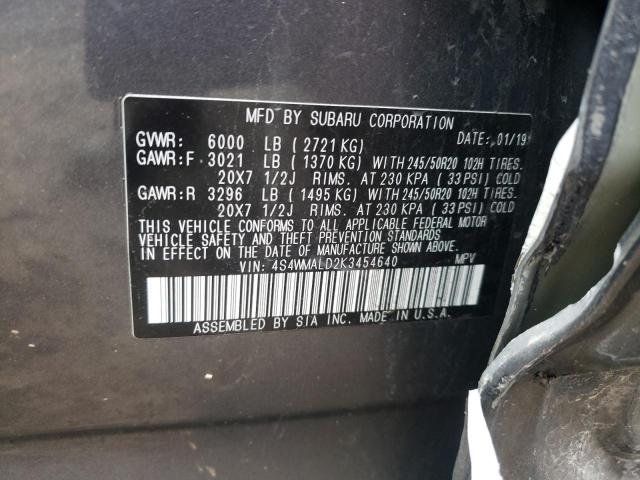 MFD BY SUBARU CORPORATION
GVWR: 6000 LB ( 2721 KG) DATE: 01/19
GAWR:F 3021 LB ( 1370 KG) WITH 245/50R20 102H TIRES.
20X7 1/2J RIMS. AT 230 KPA ( 33 PSI) COLD
GAWR:R 3296 LB ( 1495 KG) WITH 245/50R20 102H TIRES.
20X7 1/2J RIMS. AT 230 KPA ( 33 PSI) COLD
THIS VEHICLE CONFORMS TO ALL APPLICABLE FEDERAL MOTOR
VEHICLE SAFETY AND THEFT PREVENTION STANDARDS
IN EFFECT ON THE DATE OF MANUFACTURE SHOWN ABOVE.
VIN: 4S4WMALD2K3454640 MPV
ASSEMBLED BY SIA INC. MADE IN U.S.A.